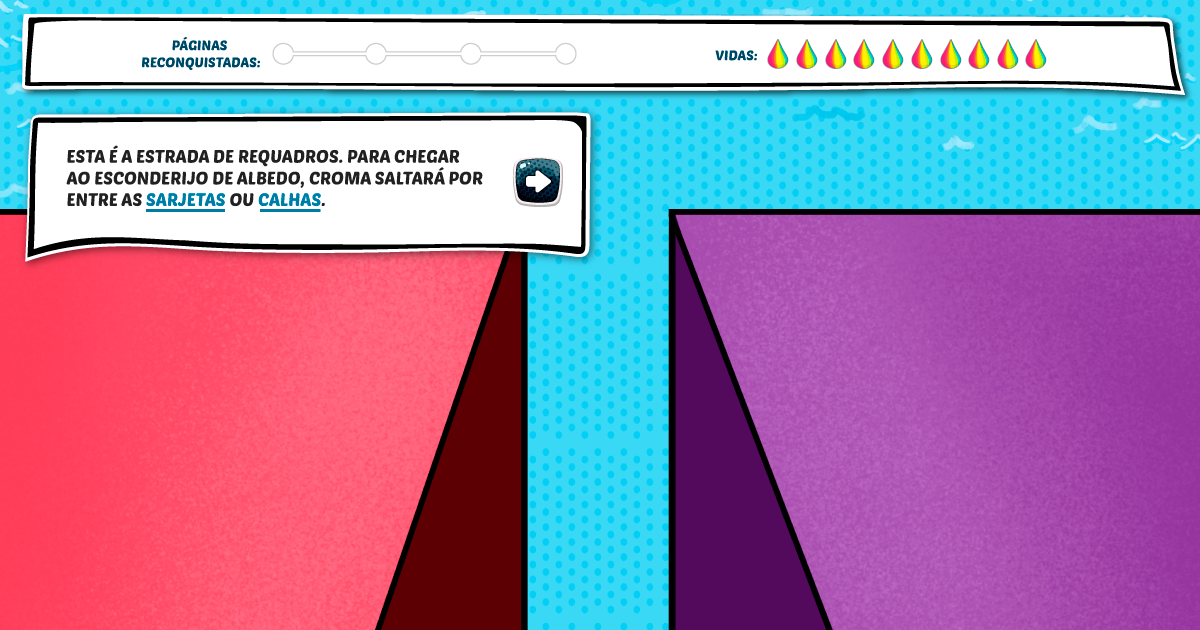 PÁGINAS
RECONQUISTADAS:
VIDAS:
ESTA É A ESTRADA DE REQUADROS. PARA CHEGAR
AO ESCONDERIJO DE ALBEDO, CROMA SALTARÁ POR
ENTRE AS SARJETAS OU CALHAS.